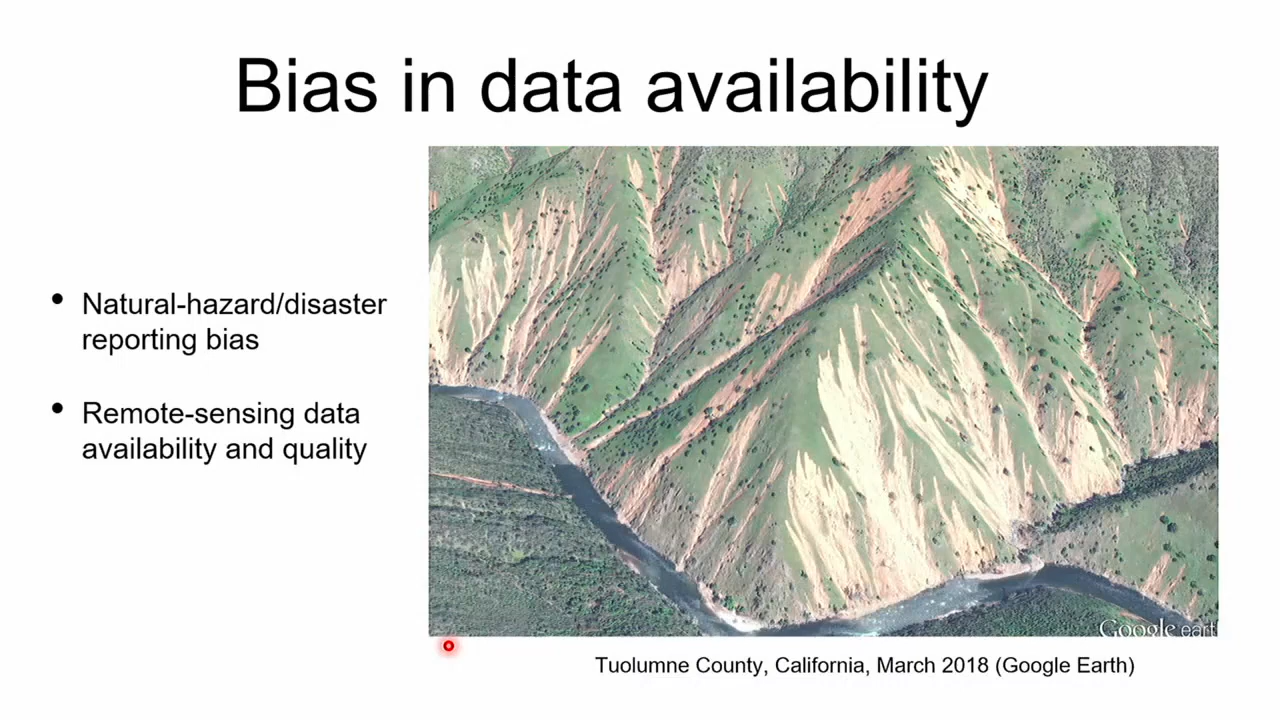 Bias in data availability
• Natural-hazard/disaster
reporting bias
• Remote-sensing data
availability and quality
Google eart
Tuolumne County, California, March 2018 (Google Earth)